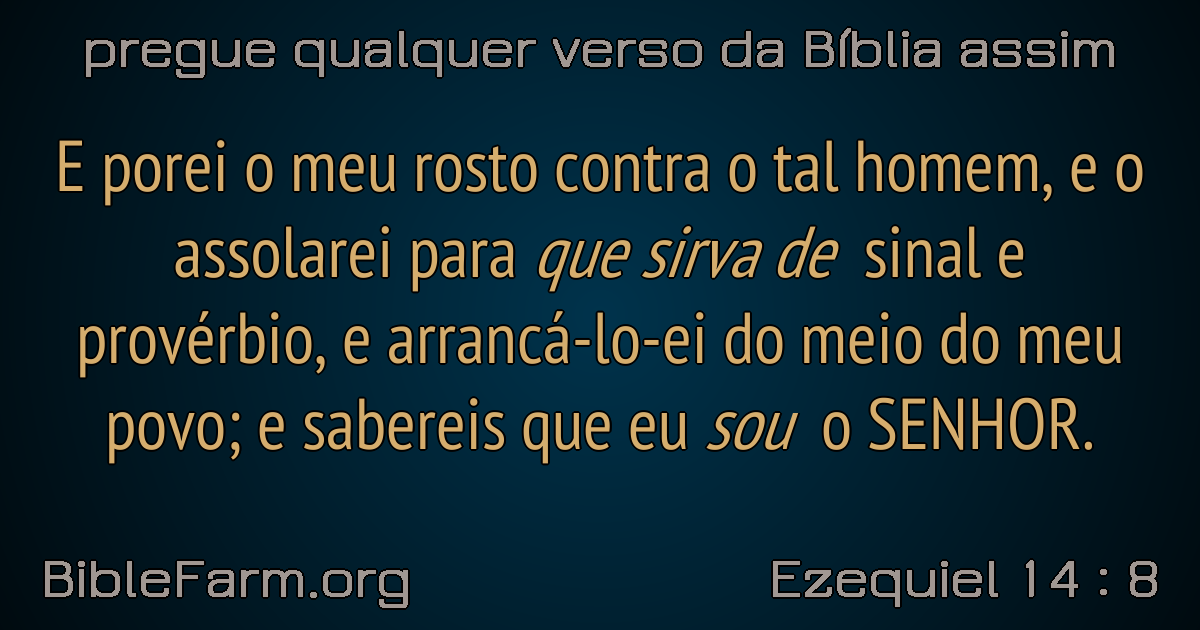 pregue qualquer verso da Bíblia assim
E porei o meu rosto contra o tal homem, e o
assolarei para que sirva de sinal e
provérbio, e arrancá-lo-ei do meio do meu
povo; e sabereis que eu sou o SENHOR.
BibleFarm.org
Ezequiel 14 : 8